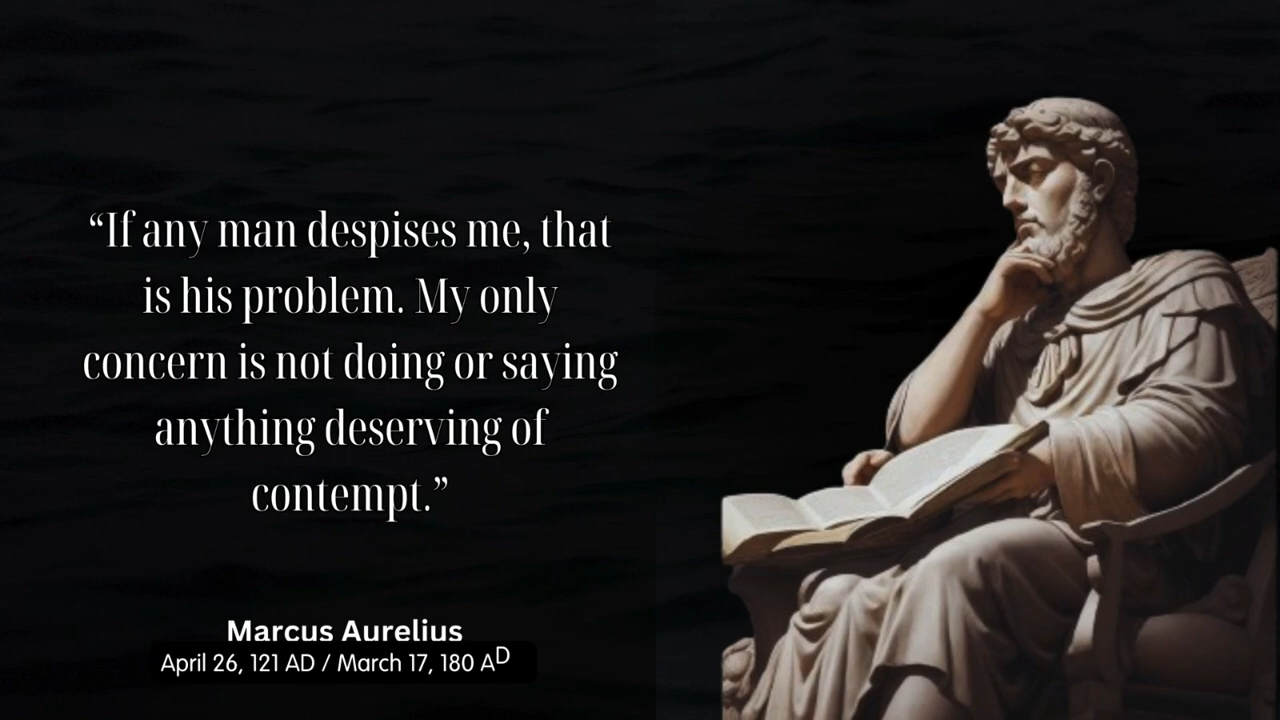 “If any man despises me, that
is his problem. My only
concern is not doing or saying
anything deserving of
contempt.”
Marcus Aurelius
April 26, 121 AD / March 17, 180 AD